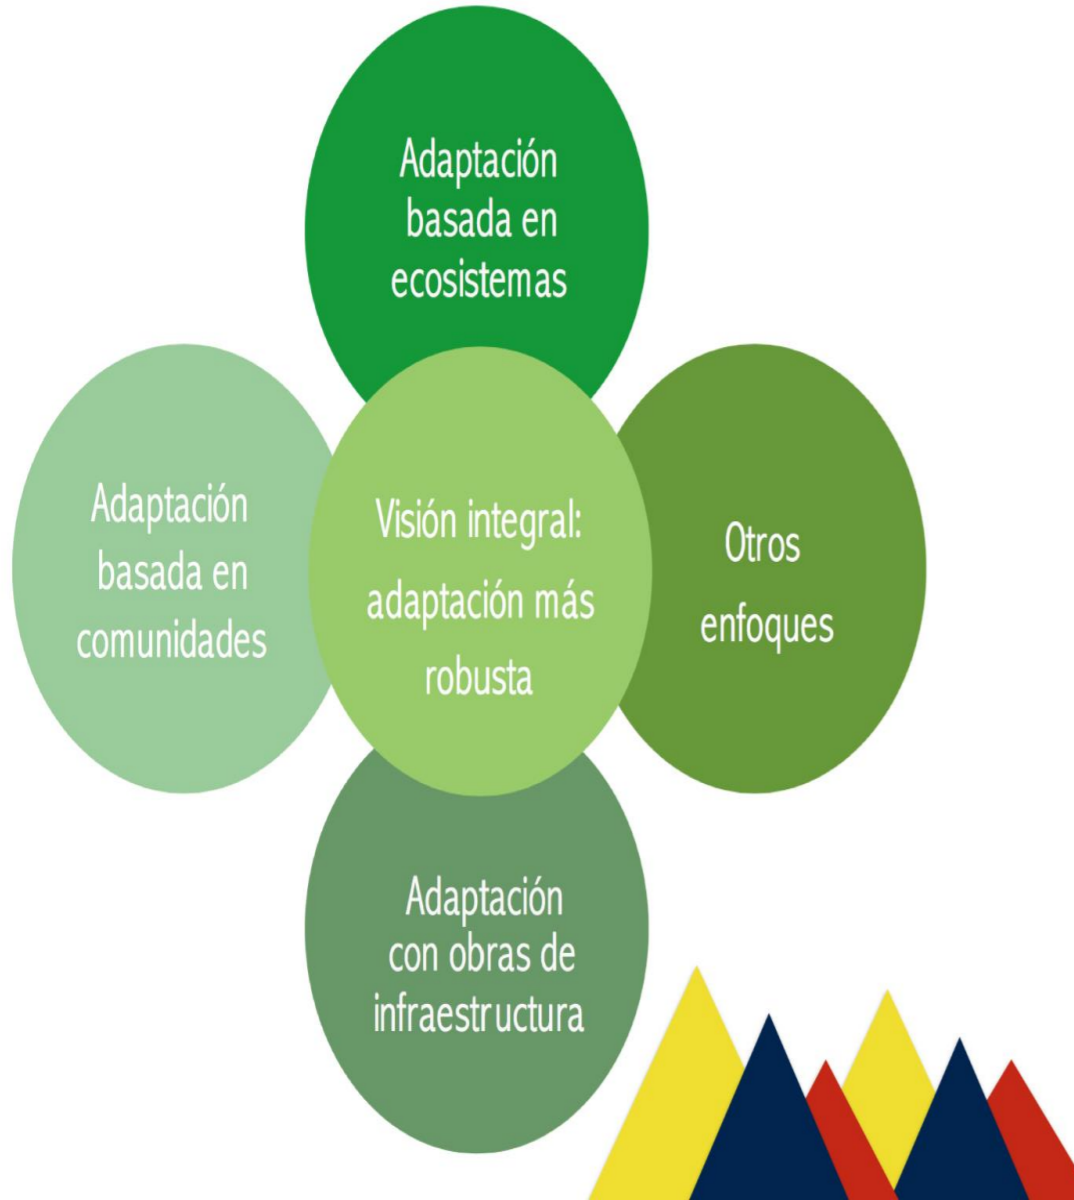 Adaptación
basada en
ecosistemas
Adaptación
basada en
comunidades
Visión integral:
adaptación más
robusta
Otros
enfoques
Adaptación
con obras de
infraestructura